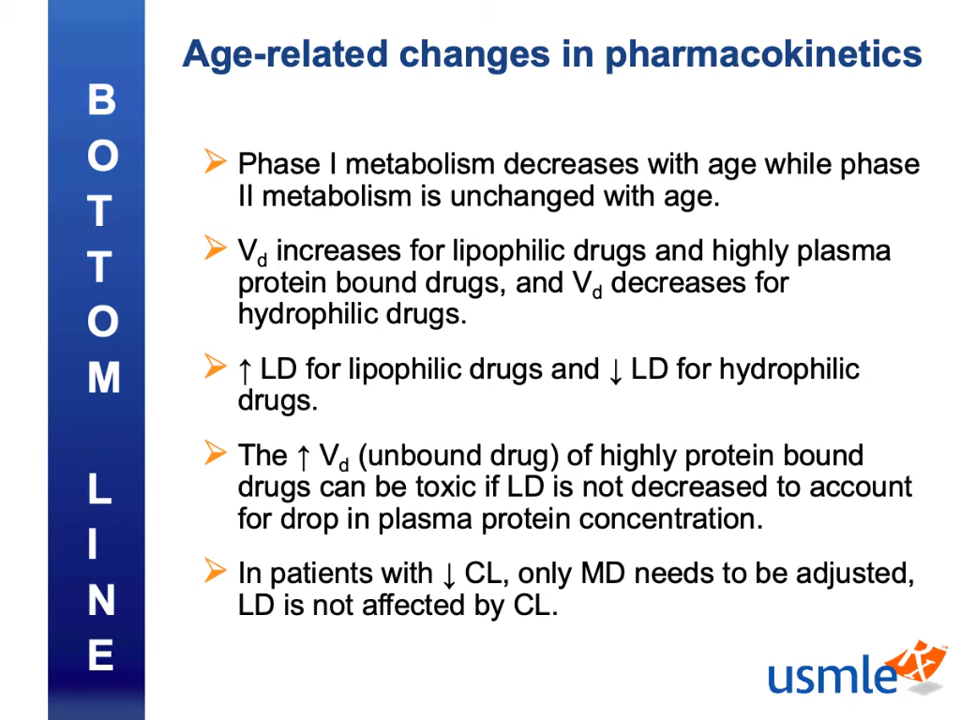 Age-related changes in pharmacokinetics
B
O
T
T
O
M
L
I
N
E
Phase I metabolism decreases with age while phase
II metabolism is unchanged with age.
Vd increases for lipophilic drugs and highly plasma
protein bound drugs, and Vd decreases for
hydrophilic drugs.
↑ LD for lipophilic drugs and ↓ LD for hydrophilic
drugs.
The ↑ Vd (unbound drug) of highly protein bound
drugs can be toxic if LD is not decreased to account
for drop in plasma protein concentration.
In patients with ↓ CL, only MD needs to be adjusted,
LD is not affected by CL.
usmle Rx